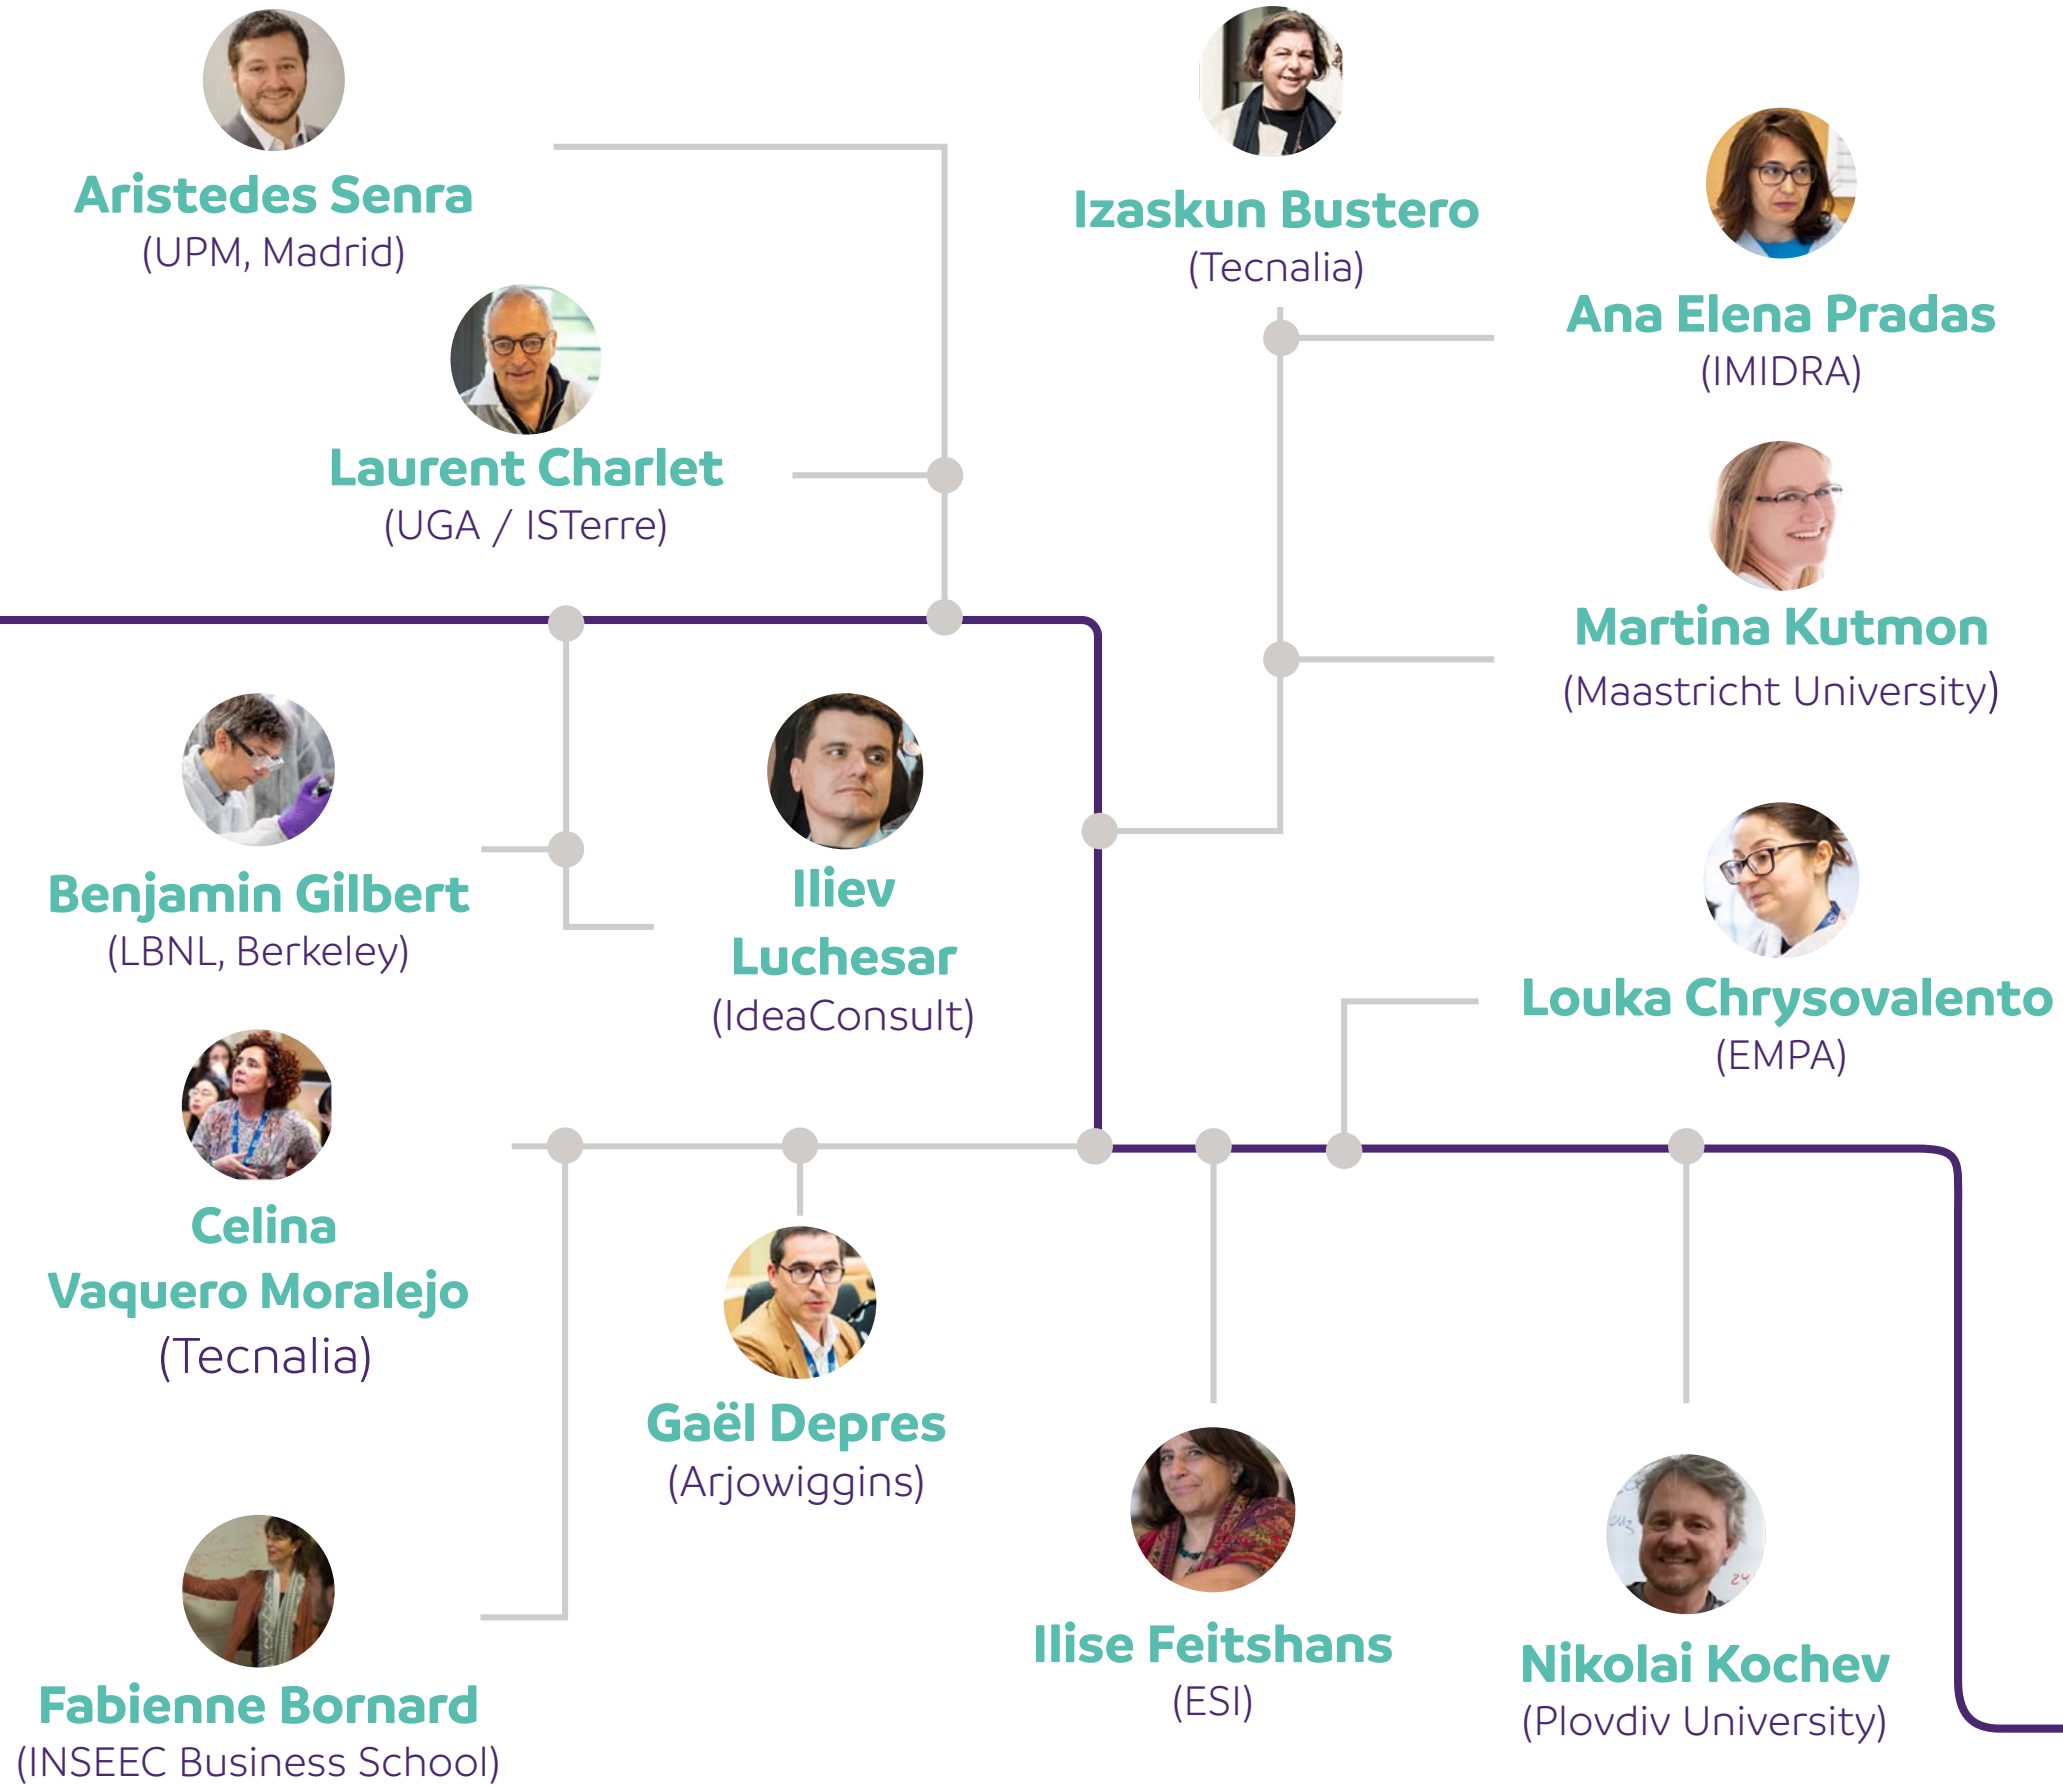 Aristedes Senra
(UPM, Madrid)
Izaskun Bustero
(Tecnalia)
Ana Elena Pradas
(IMIDRA)
Laurent Charlet
(UGA / ISTerre)
Martina Kutmon
(Maastricht University)
Benjamin Gilbert
(LBNL, Berkeley)
Iliev
Luchesar
(IdeaConsult)
Louka Chrysovalento
(EMPA)
Celina
Vaquero Moralejo
(Tecnalia)
Gaël Depres
(Arjowiggins)
Ilise Feitshans
(ESI)
Nikolai Kochev
(Plovdiv University)
Fabienne Bornard
(INSEEC Business School)